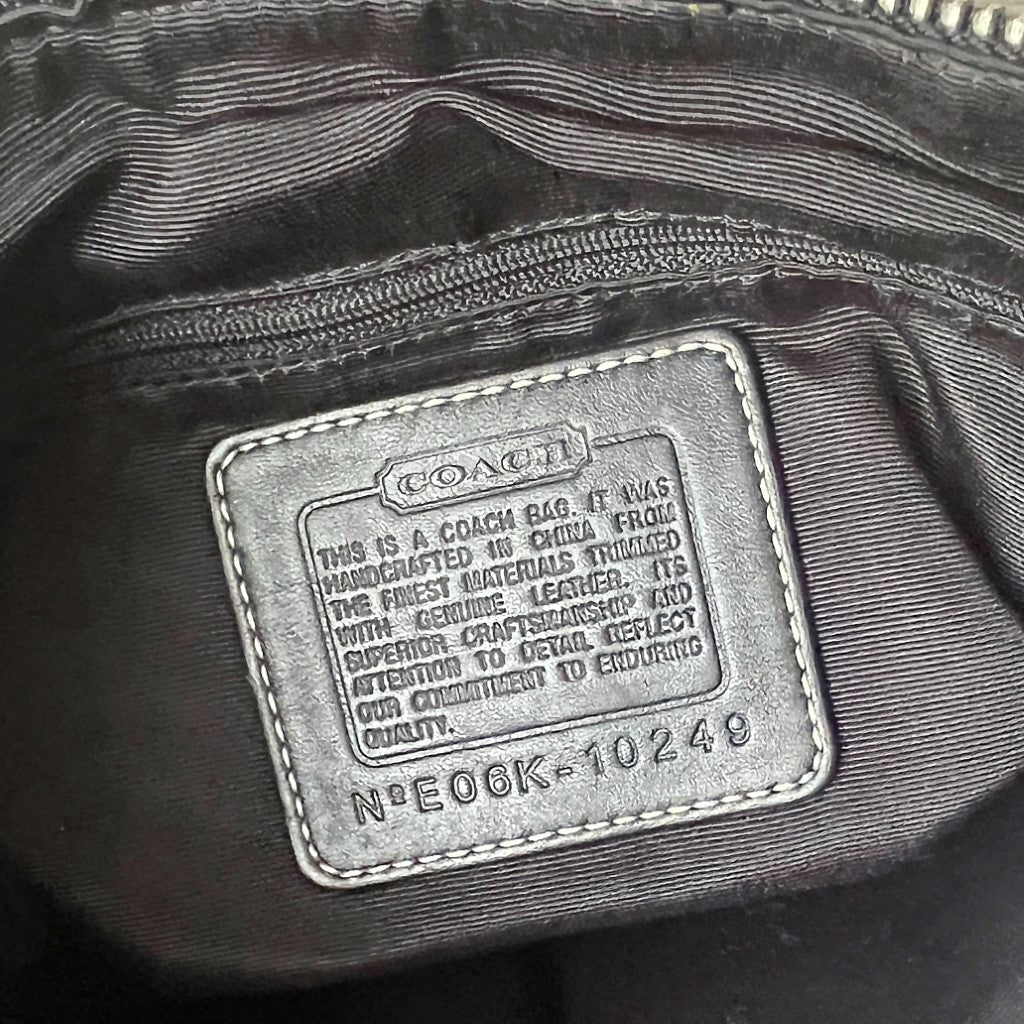 COACH
THIS IS A COACH BAG. IT WAS
HANDCRAFTED IN CHINA FROM
THE FINEST MATERIALS TRIMMED
WITH GENUINE LEATHER. ITS
SUPERIOR CRAFTSMANSHIP AND
ATTENTION TO DETAIL REFLECT
OUR COMMITMENT TO ENDURING
QUALITY.
Nº E06K-10249